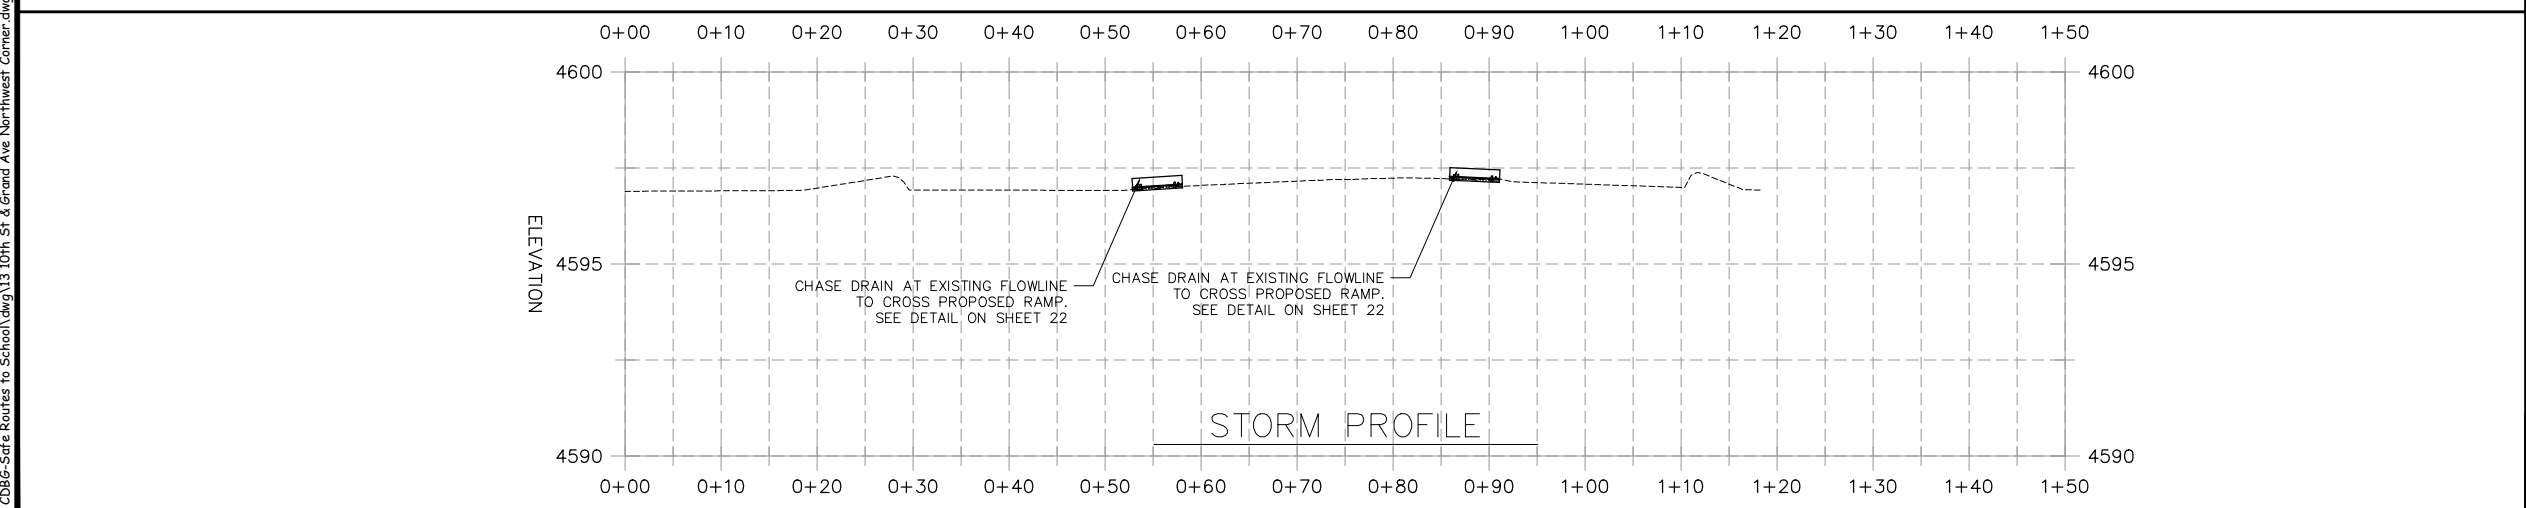 CDBG-Safe Routes to School\dwg\13 10th St & Grand Ave Northwest Corner.dwg
0+00 0+10 0+20 0+30 0+40 0+50 0+60 0+70 0+80 0+90 1+00 1+10 1+20 1+30 1+40 1+50
4600 4600
ELEVATION
4595 4595
CHASE DRAIN AT EXISTING FLOWLINE
TO CROSS PROPOSED RAMP.
SEE DETAIL ON SHEET 22
CHASE DRAIN AT EXISTING FLOWLINE
TO CROSS PROPOSED RAMP.
SEE DETAIL ON SHEET 22
STORM PROFILE
4590 4590
0+00 0+10 0+20 0+30 0+40 0+50 0+60 0+70 0+80 0+90 1+00 1+10 1+20 1+30 1+40 1+50